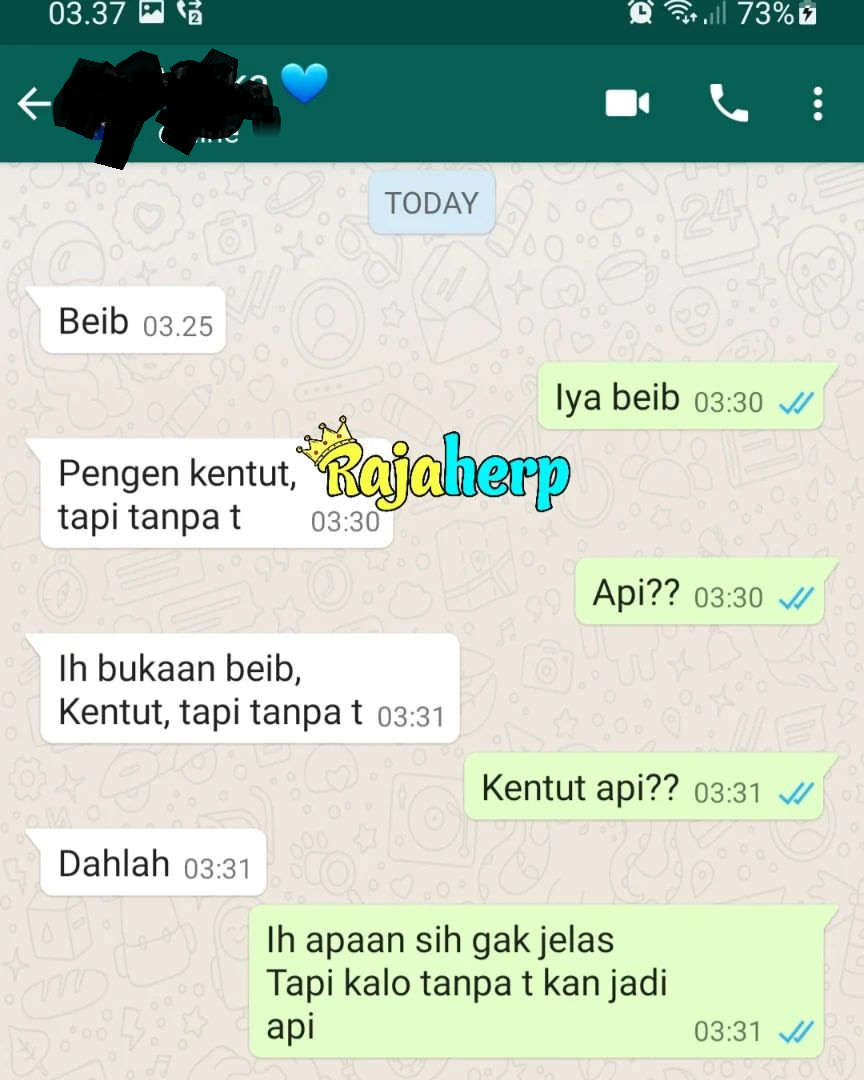 03.37
73%
TODAY
Beib 03.25
Iya beib 03:30
Pengen kentut,
tapi tanpa t 03:30
Rajaherp
Api?? 03:30
Ih bukaan beib,
Kentut, tapi tanpa t 03:31
Kentut api?? 03:31
Dahlah 03:31
Ih apaan sih gak jelas
Tapi kalo tanpa t kan jadi
api 03:31